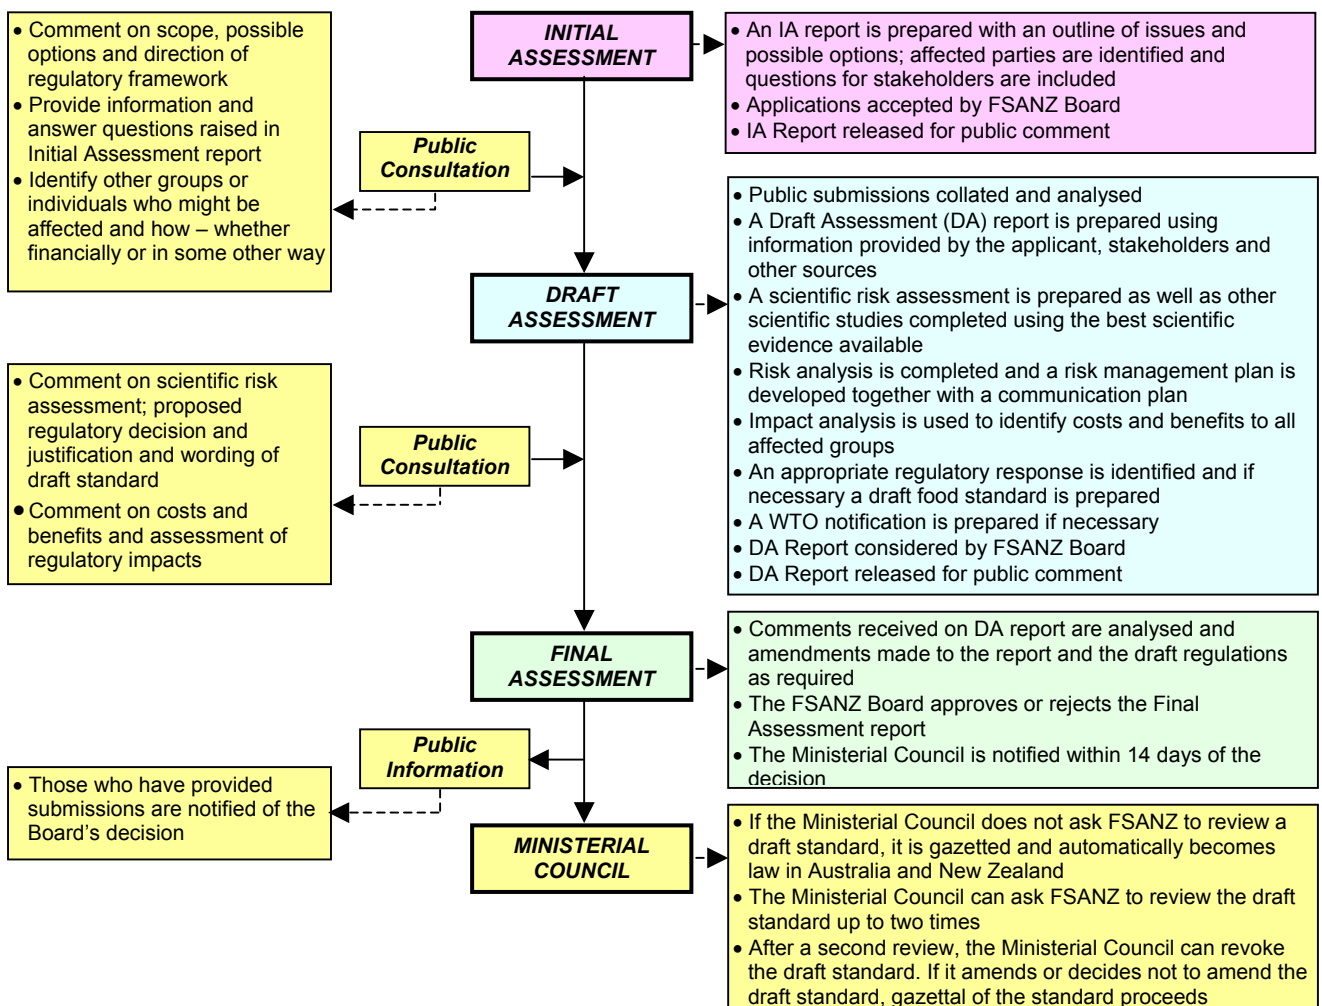 INITIAL
ASSESSMENT
• An IA report is prepared with an outline of issues and
possible options; affected parties are identified and
questions for stakeholders are included
• Applications accepted by FSANZ Board
• IA Report released for public comment
• Comment on scope, possible
options and direction of
regulatory framework
• Provide information and
answer questions raised in
Initial Assessment report
• Identify other groups or
individuals who might be
affected and how – whether
financially or in some other way
Public
Consultation
DRAFT
ASSESSMENT
• Public submissions collated and analysed
• A Draft Assessment (DA) report is prepared using
information provided by the applicant, stakeholders and
other sources
• A scientific risk assessment is prepared as well as other
scientific studies completed using the best scientific
evidence available
• Risk analysis is completed and a risk management plan is
developed together with a communication plan
• Impact analysis is used to identify costs and benefits to all
affected groups
• An appropriate regulatory response is identified and if
necessary a draft food standard is prepared
• A WTO notification is prepared if necessary
• DA Report considered by FSANZ Board
• DA Report released for public comment
• Comment on scientific risk
assessment; proposed
regulatory decision and
justification and wording of
draft standard
• Comment on costs and
benefits and assessment of
regulatory impacts
Public
Consultation
FINAL
ASSESSMENT
• Comments received on DA report are analysed and
amendments made to the report and the draft regulations
as required
• The FSANZ Board approves or rejects the Final
Assessment report
• The Ministerial Council is notified within 14 days of the
decision
Public
Information
• Those who have provided
submissions are notified of the
Board's decision
MINISTERIAL
COUNCIL
• If the Ministerial Council does not ask FSANZ to review a
draft standard, it is gazetted and automatically becomes
law in Australia and New Zealand
• The Ministerial Council can ask FSANZ to review the draft
standard up to two times
• After a second review, the Ministerial Council can revoke
the draft standard. If it amends or decides not to amend the
draft standard, gazettal of the standard proceeds